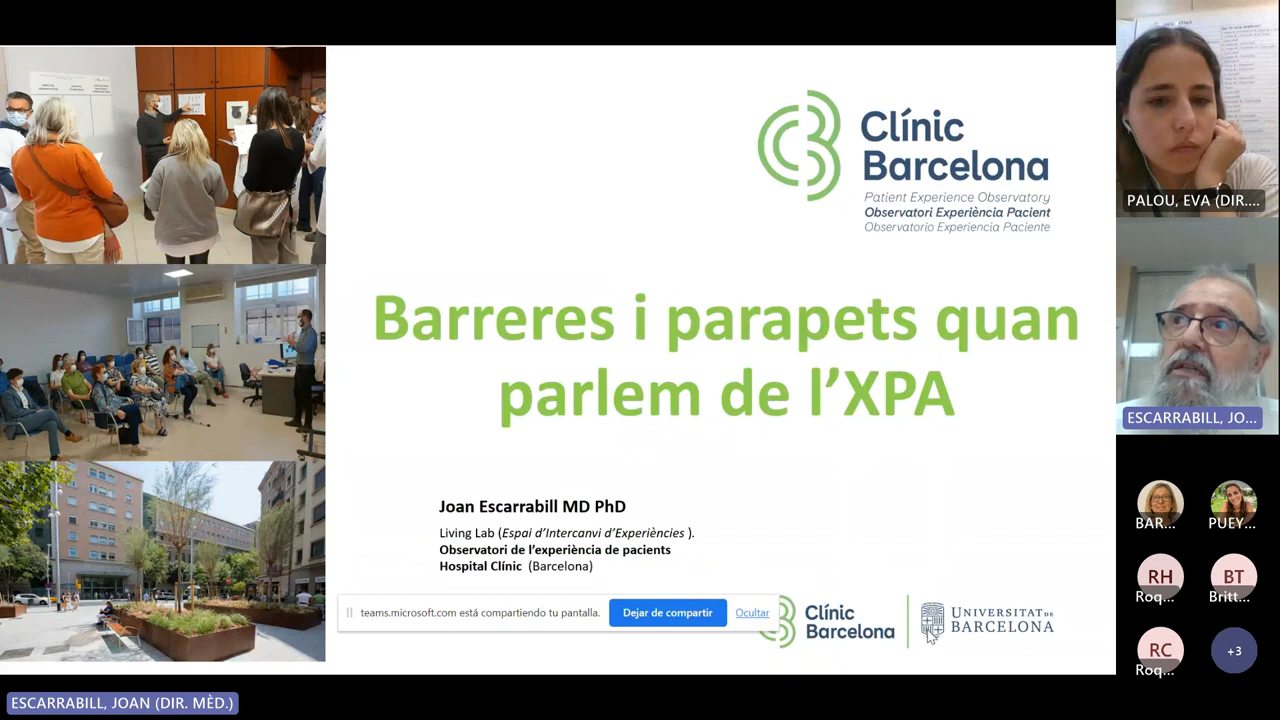 Clínic
Barcelona
Patient Experience Observatory
Observatori Experiència Pacient
Observatorio Experiencia Paciente
Barreres i parapets quan
parlem de l’XPA
Joan Escarrabill MD PhD
Living Lab (Espai d’Intercanvi d’Experiències ).
Observatori de l’experiència de pacients
Hospital Clínic (Barcelona)
teams.microsoft.com está compartiendo tu pantalla.
Dejar de compartir
Ocultar
Clínic
Barcelona
UNIVERSITAT DE
BARCELONA
PALOU, EVA (DIR....
ESCARRABILL, JO...
BAR...
PUEY...
RH
Roq...
BT
Britt...
RC
Roq...
+3
ESCARRABILL, JOAN (DIR. MÈD.)